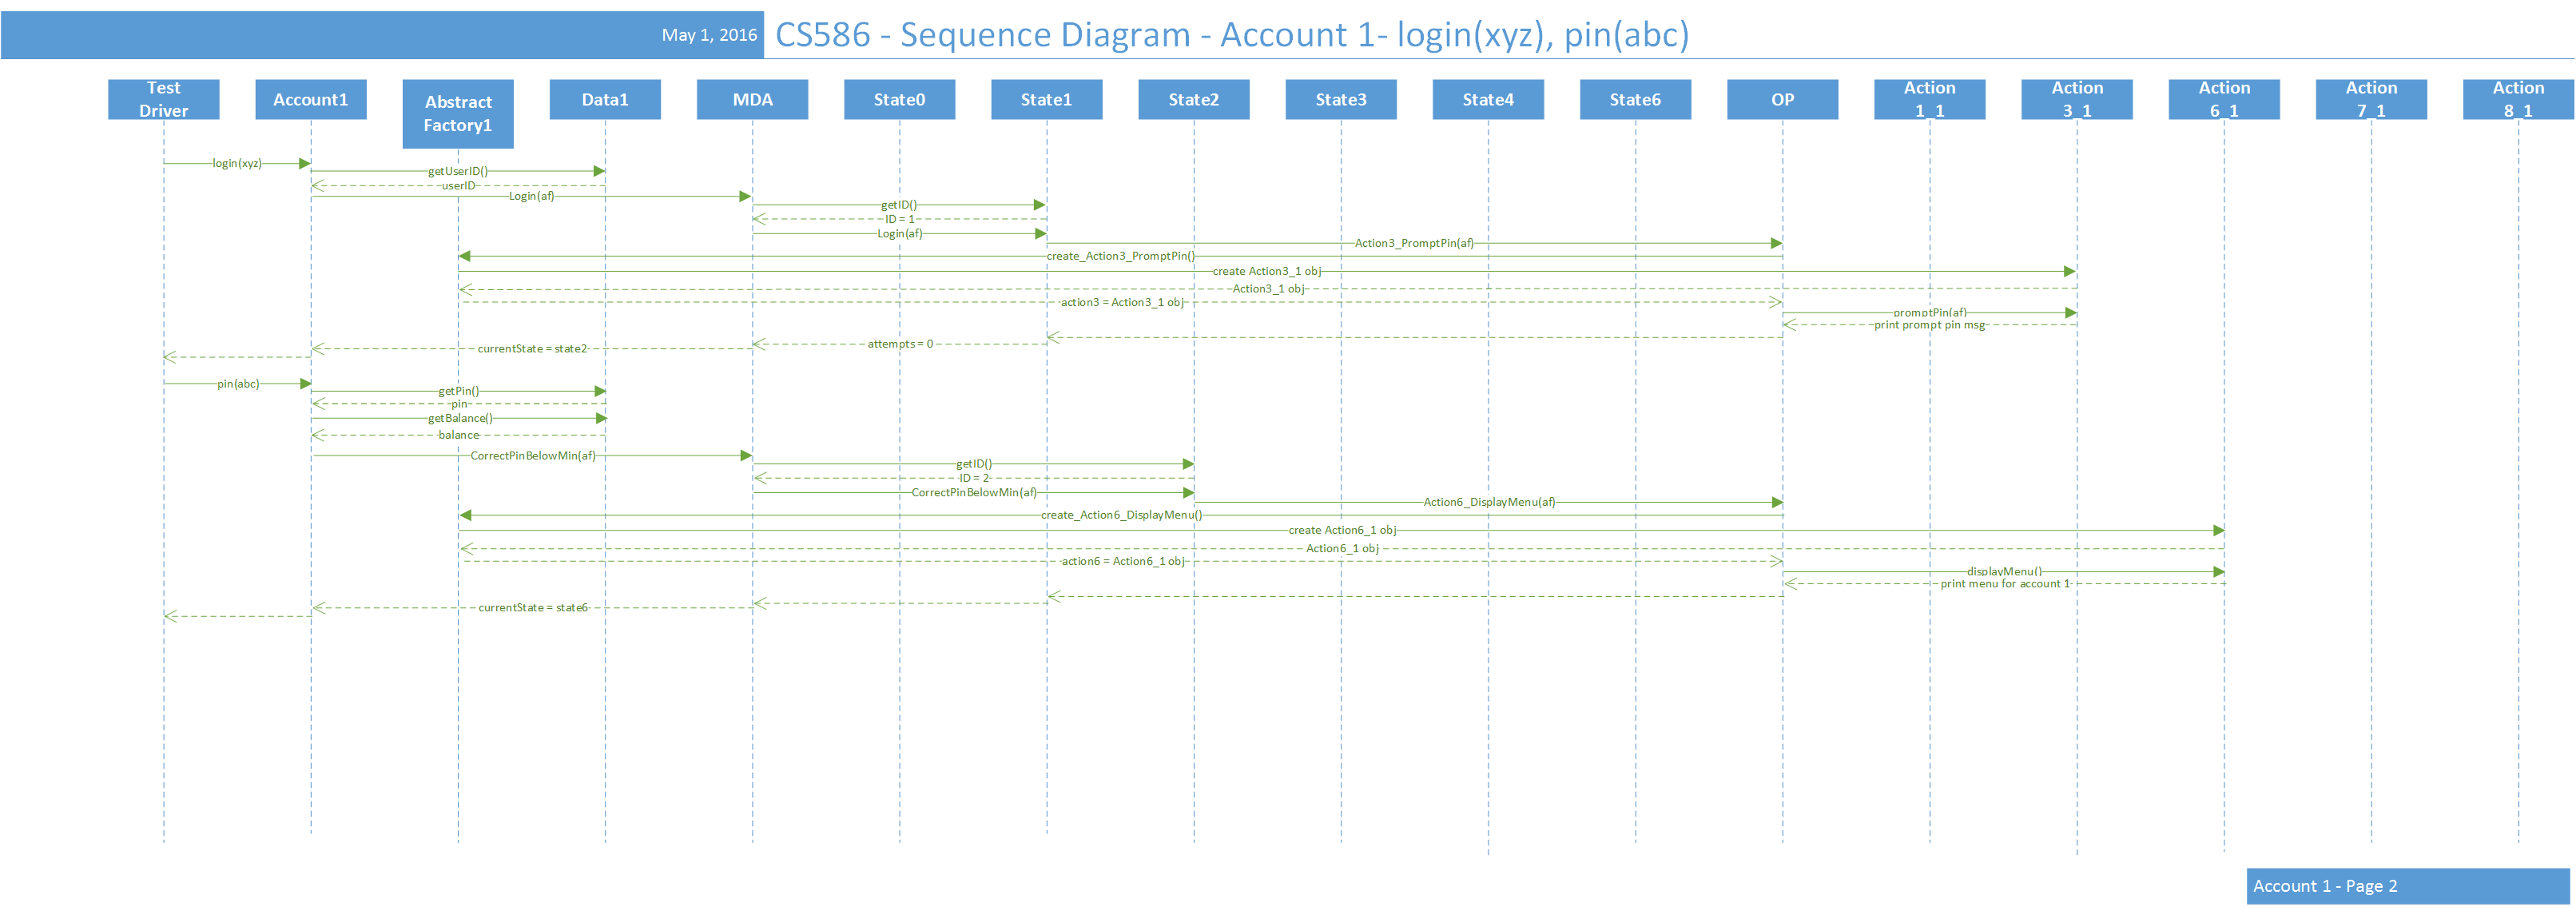 May 1, 2016
CS586 - Sequence Diagram - Account 1- login(xyz), pin(abc)
Test
Driver
Account1
Abstract
Factory1
Data1
MDA
State0
State1
State2
State3
State4
State6
OP
Action
1_1
Action
3_1
Action
6_1
Action
7_1
Action
8_1
login(xyz)
getUserID()
userID
Login(af)
getID()
ID = 1
Login(af)
Action3_PromptPin(af)
create_Action3_PromptPin()
create Action3_1 obj
Action3_1 obj
action3 = Action3_1 obj
promptPin(af)
print prompt pin msg
attempts = 0
currentState = state2
pin(abc)
getPin()
pin
getBalance()
balance
CorrectPinBelowMin(af)
getID()
ID = 2
CorrectPinBelowMin(af)
Action6_DisplayMenu(af)
create_Action6_DisplayMenu()
create Action6_1 obj
Action6_1 obj
action6 = Action6_1 obj
displayMenu()
print menu for account 1
currentState = state6
Account 1 - Page 2